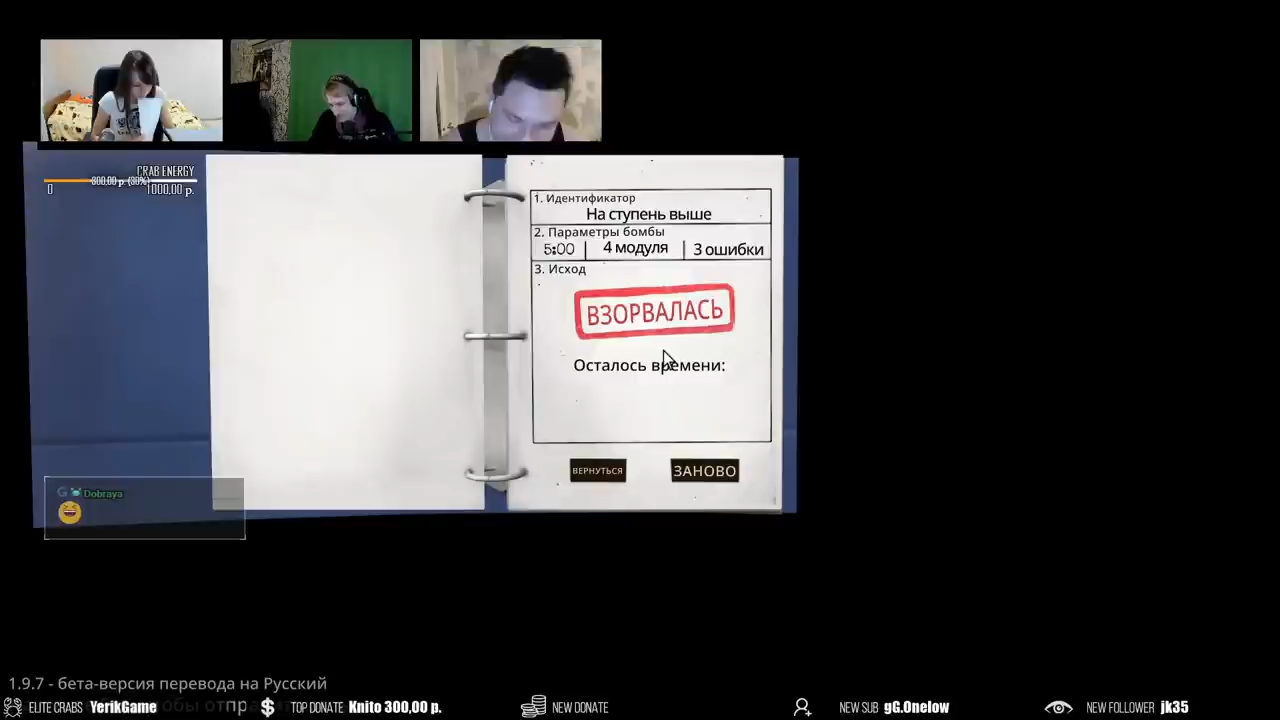 CRAB ENERGY
0
300,00 р. (30%)
1000,00 р.
1. Идентификатор
На ступень выше
2. Параметры бомбы
5:00
4 модуля
3 ошибки
3. Исход
ВЗОРВАЛАСЬ
Осталось времени:
ВЕРНУТЬСЯ
ЗАНОВО
Dobraya
1.9.7 - бета-версия перевода на Русский
ELITE CRABS YerikGame
TOP DONATE Knito 300,00 р.
NEW DONATE
NEW SUB gG.Onelow
NEW FOLLOWER jk35